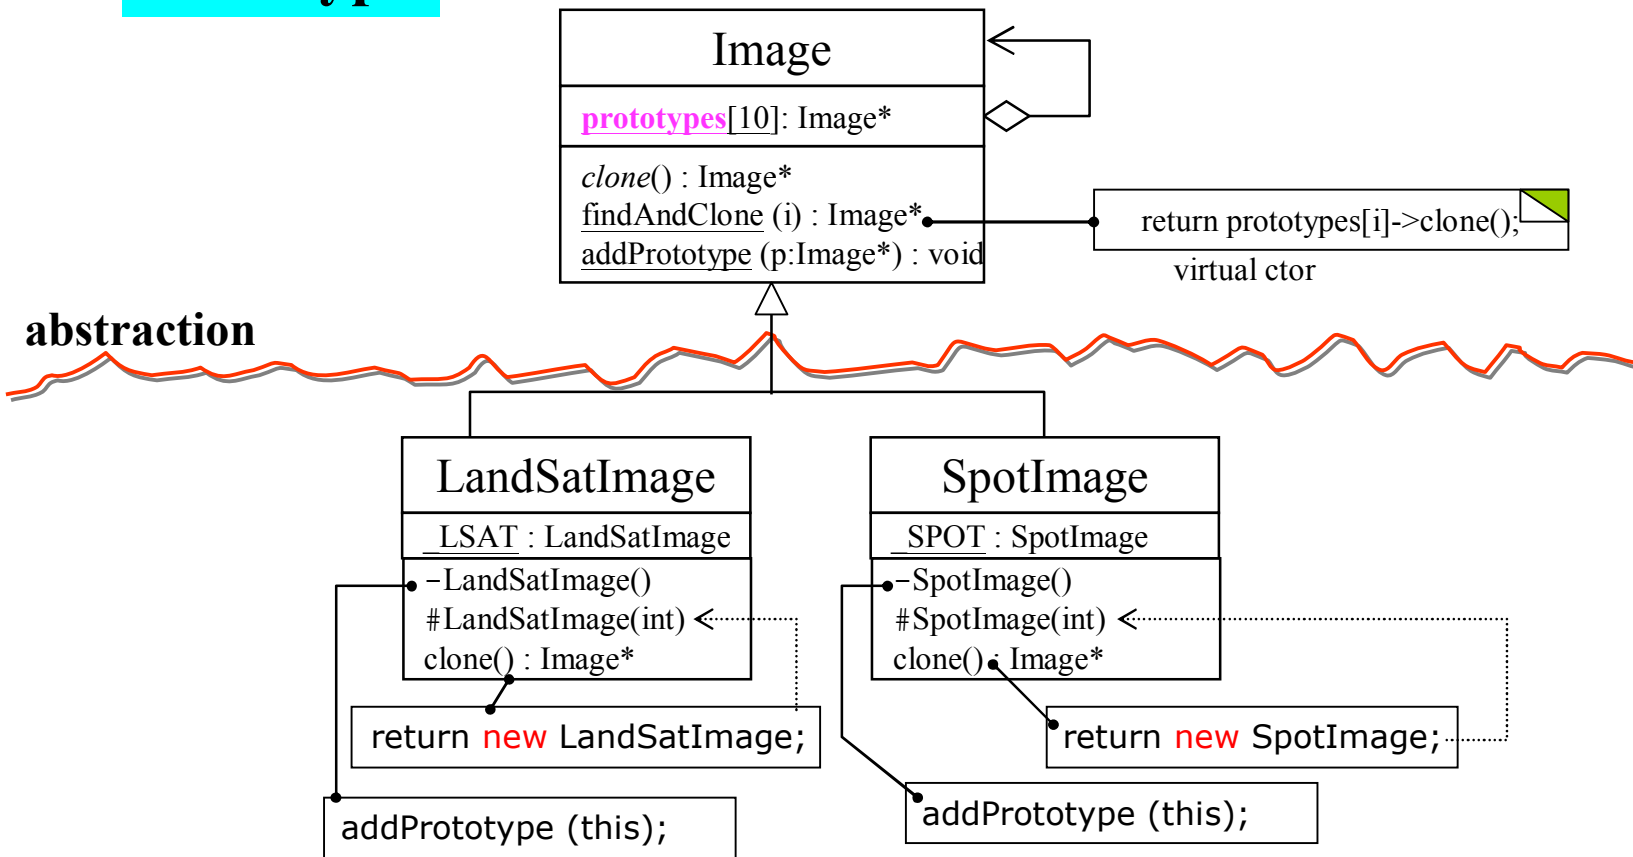 Image
prototypes[10]: Image*
clone() : Image*
findAndClone (i) : Image*
addPrototype (p:Image*) : void
return prototypes[i]->clone();
virtual ctor
abstraction
LandSatImage
_LSAT : LandSatImage
-LandSatImage()
#LandSatImage(int)
clone() : Image*
return new LandSatImage;
addPrototype (this);
SpotImage
_SPOT : SpotImage
-SpotImage()
#SpotImage(int)
clone() : Image*
return new SpotImage;
addPrototype (this);